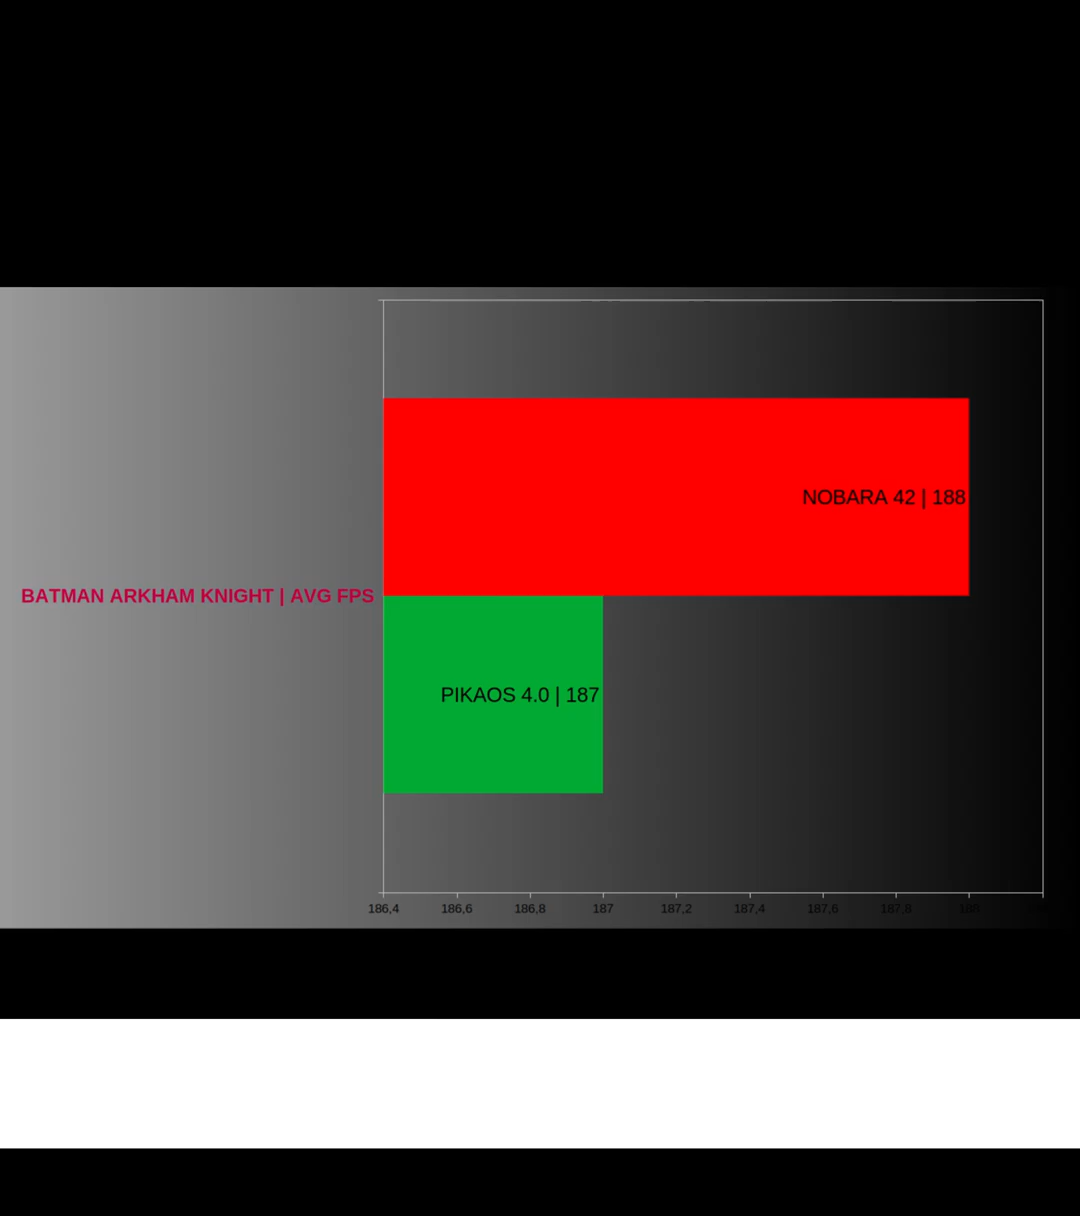 NOBARA 42 | 188
BATMAN ARKHAM KNIGHT | AVG FPS
PIKAOS 4.0 | 187
186,4 186,6 186,8 187 187,2 187,4 187,6 187,8 188